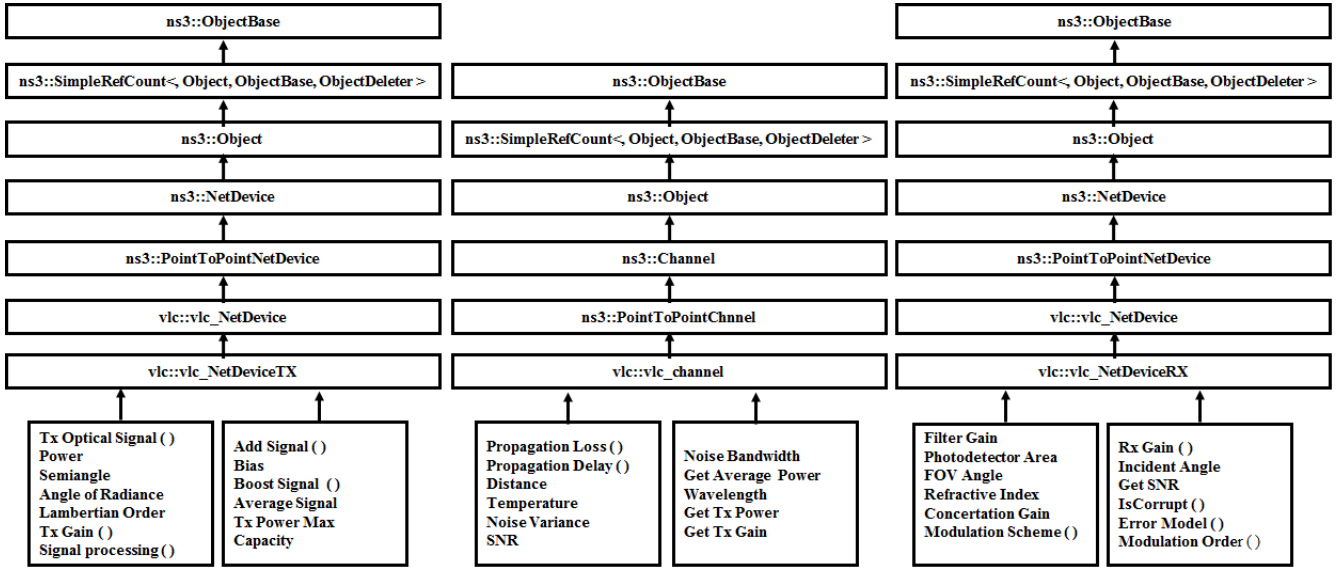 ns3::ObjectBase
ns3::SimpleRefCount<, Object, ObjectBase, ObjectDeleter >
ns3::Object
ns3::NetDevice
ns3::PointToPointNetDevice
vlc::vlc_NetDevice
vlc::vlc_NetDeviceTX
Tx Optical Signal ( )
Power
Semiangle
Angle of Radiance
Lambertian Order
Tx Gain ( )
Signal processing ( )
Add Signal ( )
Bias
Boost Signal ( )
Average Signal
Tx Power Max
Capacity
ns3::ObjectBase
ns3::SimpleRefCount<, Object, ObjectBase, ObjectDeleter >
ns3::Object
ns3::Channel
ns3::PointToPointChnnel
vlc::vlc_channel
Propagation Loss ( )
Propagation Delay ( )
Distance
Temperature
Noise Variance
SNR
Noise Bandwidth
Get Average Power
Wavelength
Get Tx Power
Get Tx Gain
ns3::ObjectBase
ns3::SimpleRefCount<, Object, ObjectBase, ObjectDeleter >
ns3::Object
ns3::NetDevice
ns3::PointToPointNetDevice
vlc::vlc_NetDevice
vlc::vlc_NetDeviceRX
Filter Gain
Photodetector Area
FOV Angle
Refractive Index
Concertation Gain
Modulation Scheme ( )
Rx Gain ( )
Incident Angle
Get SNR
IsCorrupt ( )
Error Model ( )
Modulation Order ( )